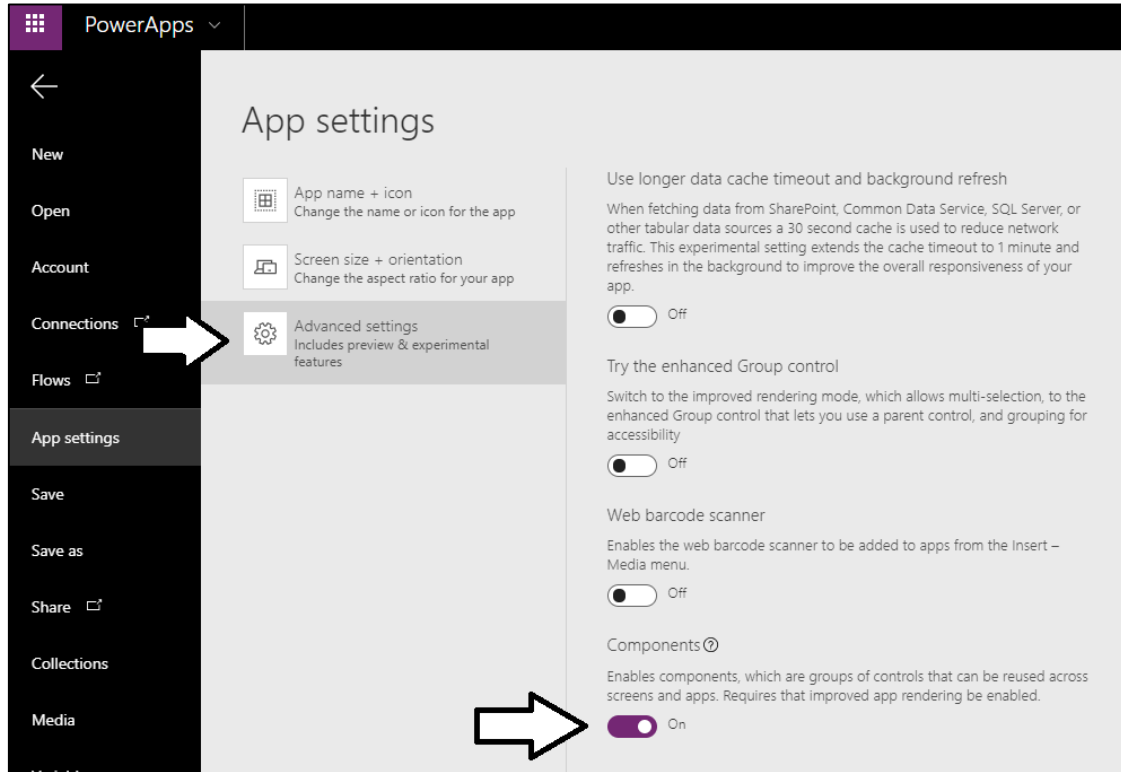 PowerApps
App settings
New
Open
Account
Connections
Flows
App settings
Save
Save as
Share
Collections
Media
App name + icon
Change the name or icon for the app
Screen size + orientation
Change the aspect ratio for your app
Advanced settings
Includes preview & experimental
features
Use longer data cache timeout and background refresh
When fetching data from SharePoint, Common Data Service, SQL Server, or
other tabular data sources a 30 second cache is used to reduce network
traffic. This experimental setting extends the cache timeout to 1 minute and
refreshes in the background to improve the overall responsiveness of your
app.
Off
Try the enhanced Group control
Switch to the improved rendering mode, which allows multi-selection, to the
enhanced Group control that lets you use a parent control, and grouping for
accessibility
Off
Web barcode scanner
Enables the web barcode scanner to be added to apps from the Insert –
Media menu.
Off
Components
Enables components, which are groups of controls that can be reused across
screens and apps. Requires that improved app rendering be enabled.
On